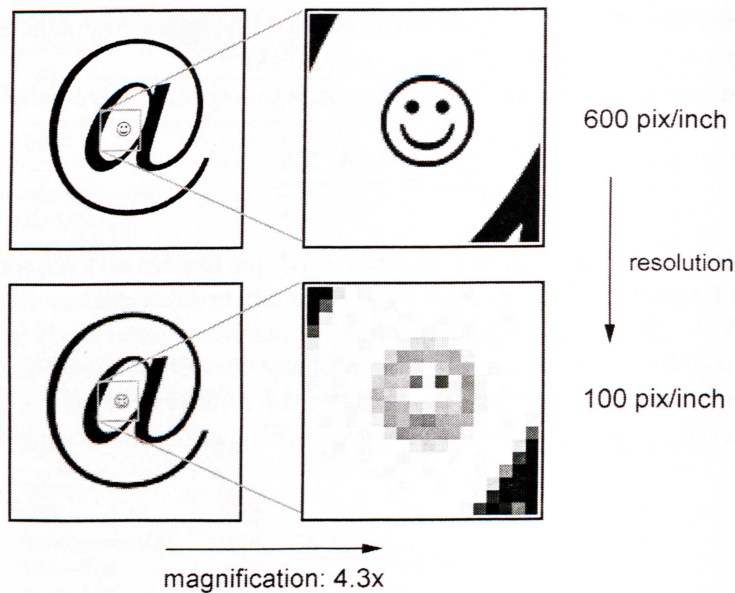 @
600 pix/inch
resolution
@
100 pix/inch
magnification: 4.3x